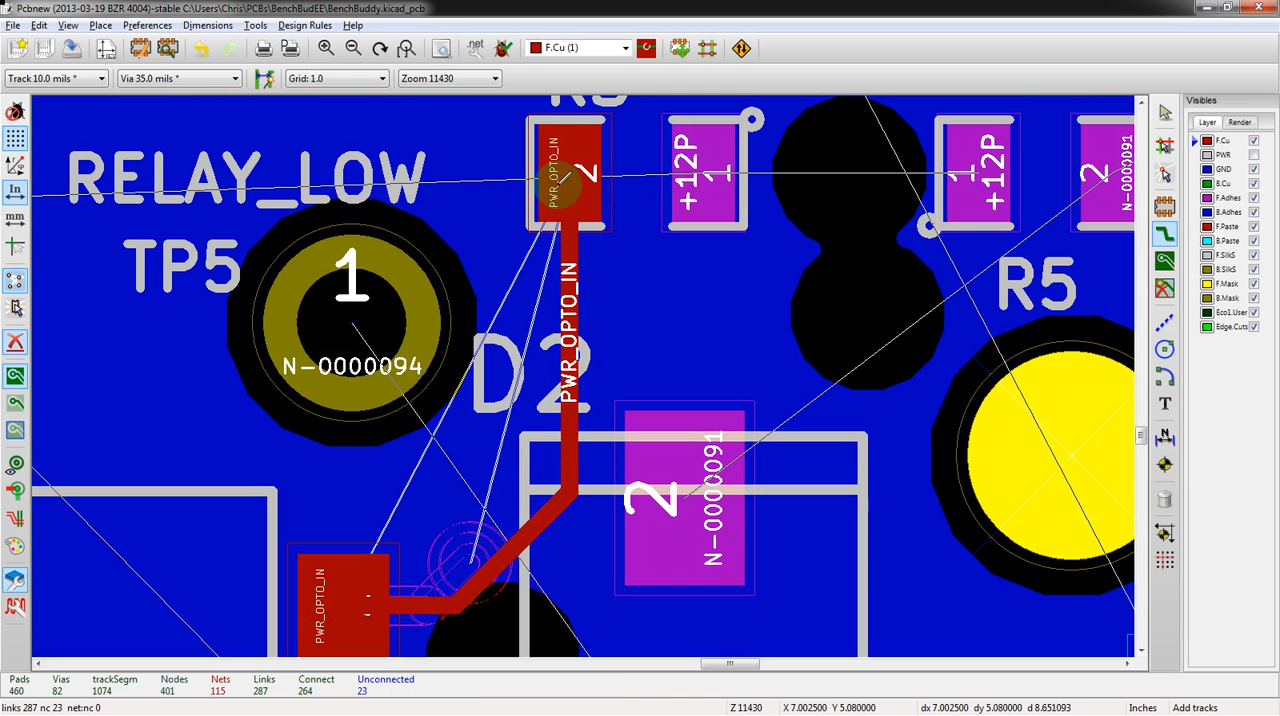 Pcbnew (2013-03-19 BZR 4004)-stable C:\Users\Chris\PCBs\BenchBudEE\BenchBuddy.kicad_pcb
File Edit View Place Preferences Dimensions Tools Design Rules Help
.net F.Cu (1)
Track 10.0 mils * Via 35.0 mils * Grid: 1.0 Zoom 11430
In
mm
RELAY_LOW
TP5
1
N-0000094
D2
PWR_OPTO_IN
2
PWR_OPTO_IN
+12P
1
1
+12P
2
N-0000091
R5
2
N-0000091
PWR_OPTO_IN
T
N
Visibles
Layer Render
F.Cu
PWR
GND
B.Cu
F.Adhes
B.Adhes
F.Paste
B.Paste
F.SilkS
B.SilkS
F.Mask
B.Mask
Eco1.User
Edge.Cuts
Pads Vias trackSegm Nodes Nets Links Connect Unconnected
460 82 1074 401 115 287 264 23
links 287 nc 23 net:nc 0 Z 11430 X 7.002500 Y 5.080000 dx 7.002500 dy 5.080000 d 8.651093 Inches Add tracks